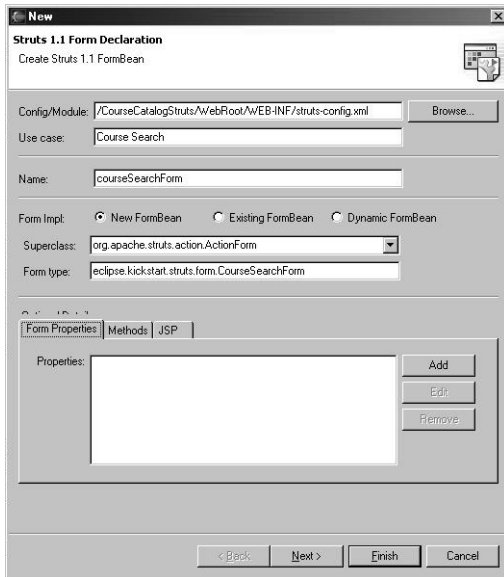 New
Struts 1.1 Form Declaration
Create Struts 1.1 FormBean
Config/Module: /CourseCatalogStruts/WebRoot/WEB-INF/struts-config.xml Browse...
Use case: Course Search
Name: courseSearchForm
Form Impl: New FormBean Existing FormBean Dynamic FormBean
Superclass: org.apache.struts.action.ActionForm
Form type: eclipse.kickstart.struts.form.CourseSearchForm
Form Properties Methods JSP
Properties: Add
Edit
Remove
< Back Next > Finish Cancel